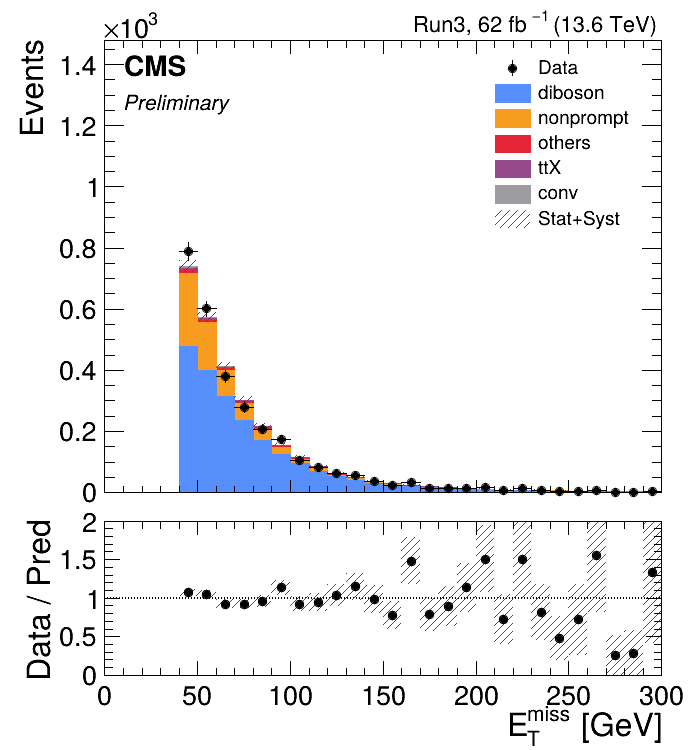 ×10³
Run3, 62 fb⁻¹ (13.6 TeV)
Events
CMS
Preliminary
Data
diboson
nonprompt
others
ttX
conv
Stat+Syst
1.4
1.2
1
0.8
0.6
0.4
0.2
0
Data / Pred
2
1.5
1
0.5
0
0 50 100 150 200 250 300
E_T^miss [GeV]